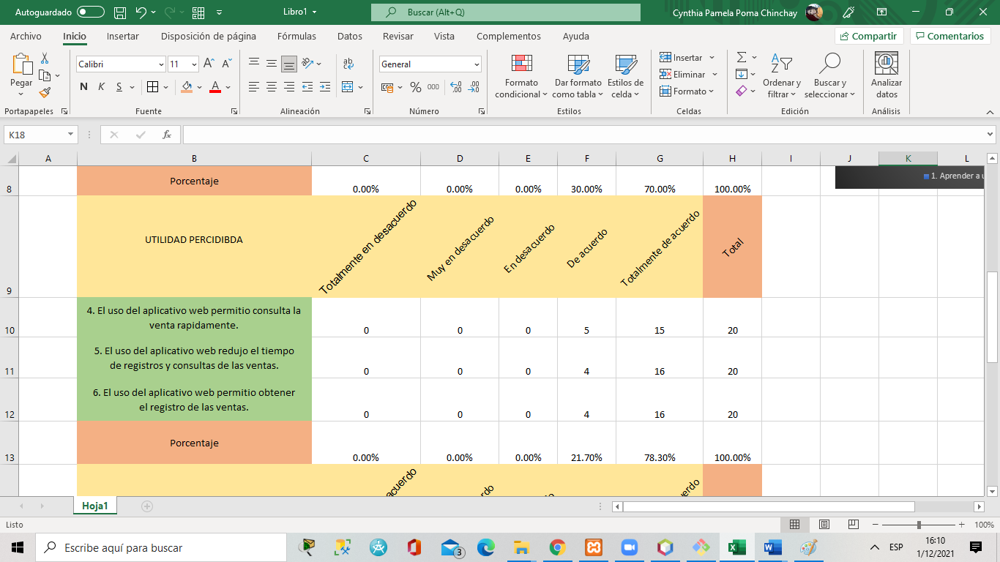 Autoguardado
Libro1
Buscar (Alt+Q)
Cynthia Pamela Poma Chinchay
Archivo Inicio Insertar Disposición de página Fórmulas Datos Revisar Vista Complementos Ayuda
Compartir Comentarios
Pegar
Calibri 11
N K S
ab
General
% 000
Formato condicional
Dar formato como tabla
Estilos de celda
Insertar
Eliminar
Formato
Ordenar y filtrar
Buscar y seleccionar
Analizar datos
Portapapeles Fuente Alineación Número Estilos Celdas Edición Análisis
K18 fx
A B C D E F G H I J K L
8 Porcentaje 0.00% 0.00% 0.00% 30.00% 70.00% 100.00%
1. Aprender a u
9 UTILIDAD PERCIDIBDA Totalmente en desacuerdo Muy en desacuerdo En desacuerdo De acuerdo Totalmente de acuerdo Total
4. El uso del aplicativo web permitio consulta la
venta rapidamente.
10 0 0 0 5 15 20
5. El uso del aplicativo web redujo el tiempo
de registros y consultas de las ventas.
11 0 0 0 4 16 20
6. El uso del aplicativo web permitio obtener
el registro de las ventas.
12 0 0 0 4 16 20
Porcentaje
13 0.00% 0.00% 0.00% 21.70% 78.30% 100.00%
acuerdo uerdo
Hoja1
Listo
100%
Escribe aquí para buscar
3
ESP
16:10
1/12/2021